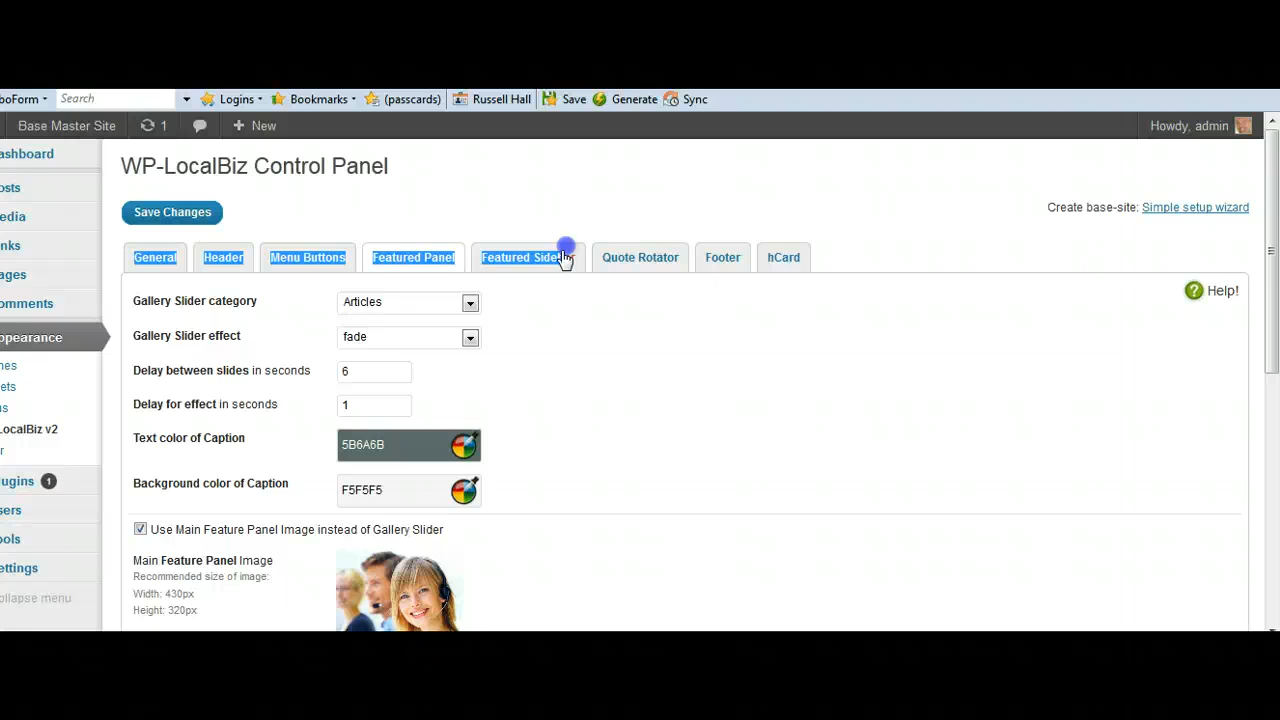 boForm Search Logins Bookmarks (passcards) Russell Hall Save Generate Sync
Base Master Site 1 New Howdy, admin
ashboard
osts
edia
nks
ages
omments
ppearance
nes
ets
s
LocalBiz v2
r
lugins 1
sers
ools
ettings
ollapse menu
WP-LocalBiz Control Panel
Save Changes
Create base-site: Simple setup wizard
General Header Menu Buttons Featured Panel Featured Side Quote Rotator Footer hCard
Help!
Gallery Slider category Articles
Gallery Slider effect fade
Delay between slides in seconds 6
Delay for effect in seconds 1
Text color of Caption 5B6A6B
Background color of Caption F5F5F5
Use Main Feature Panel Image instead of Gallery Slider
Main Feature Panel Image
Recommended size of image:
Width: 430px
Height: 320px